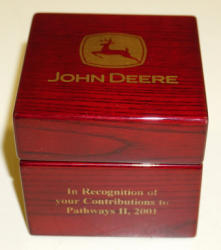 JOHN DEERE
In Recognition of
your Contributions to
Pathways II, 2001